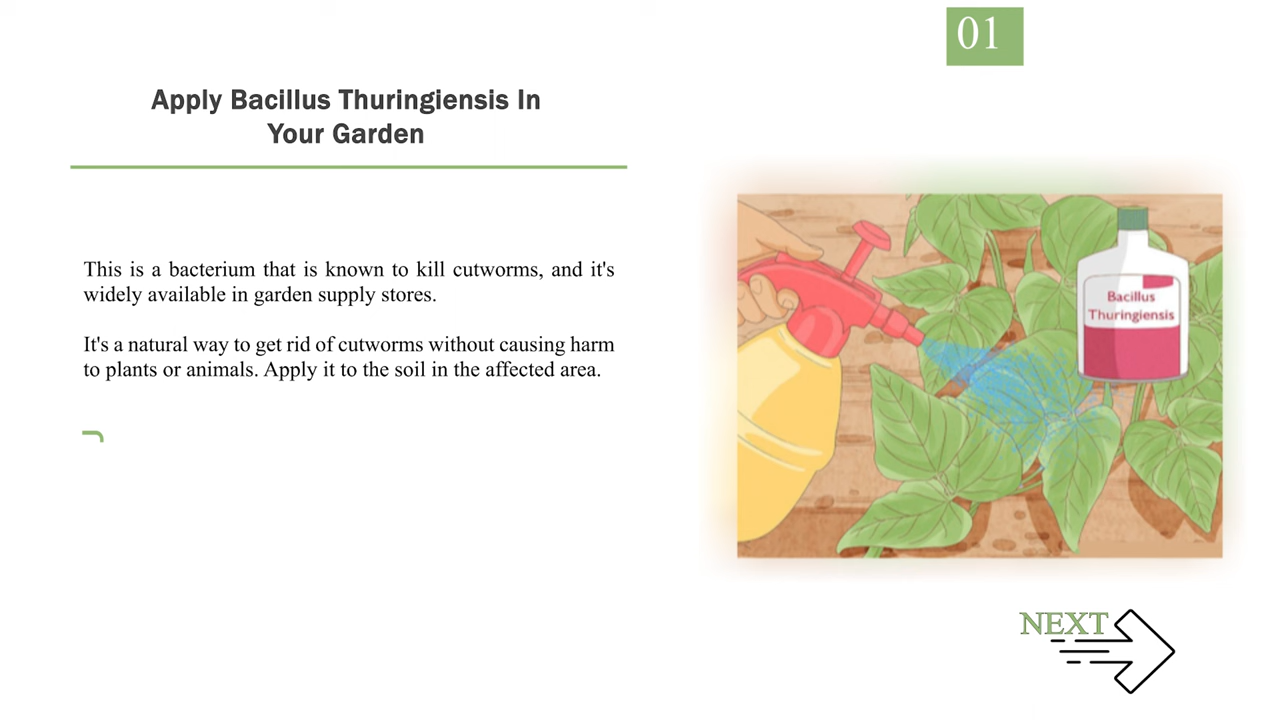 01
Apply Bacillus Thuringiensis In
Your Garden
This is a bacterium that is known to kill cutworms, and it's
widely available in garden supply stores.
It's a natural way to get rid of cutworms without causing harm
to plants or animals. Apply it to the soil in the affected area.
Bacillus
Thuringiensis
NEXT